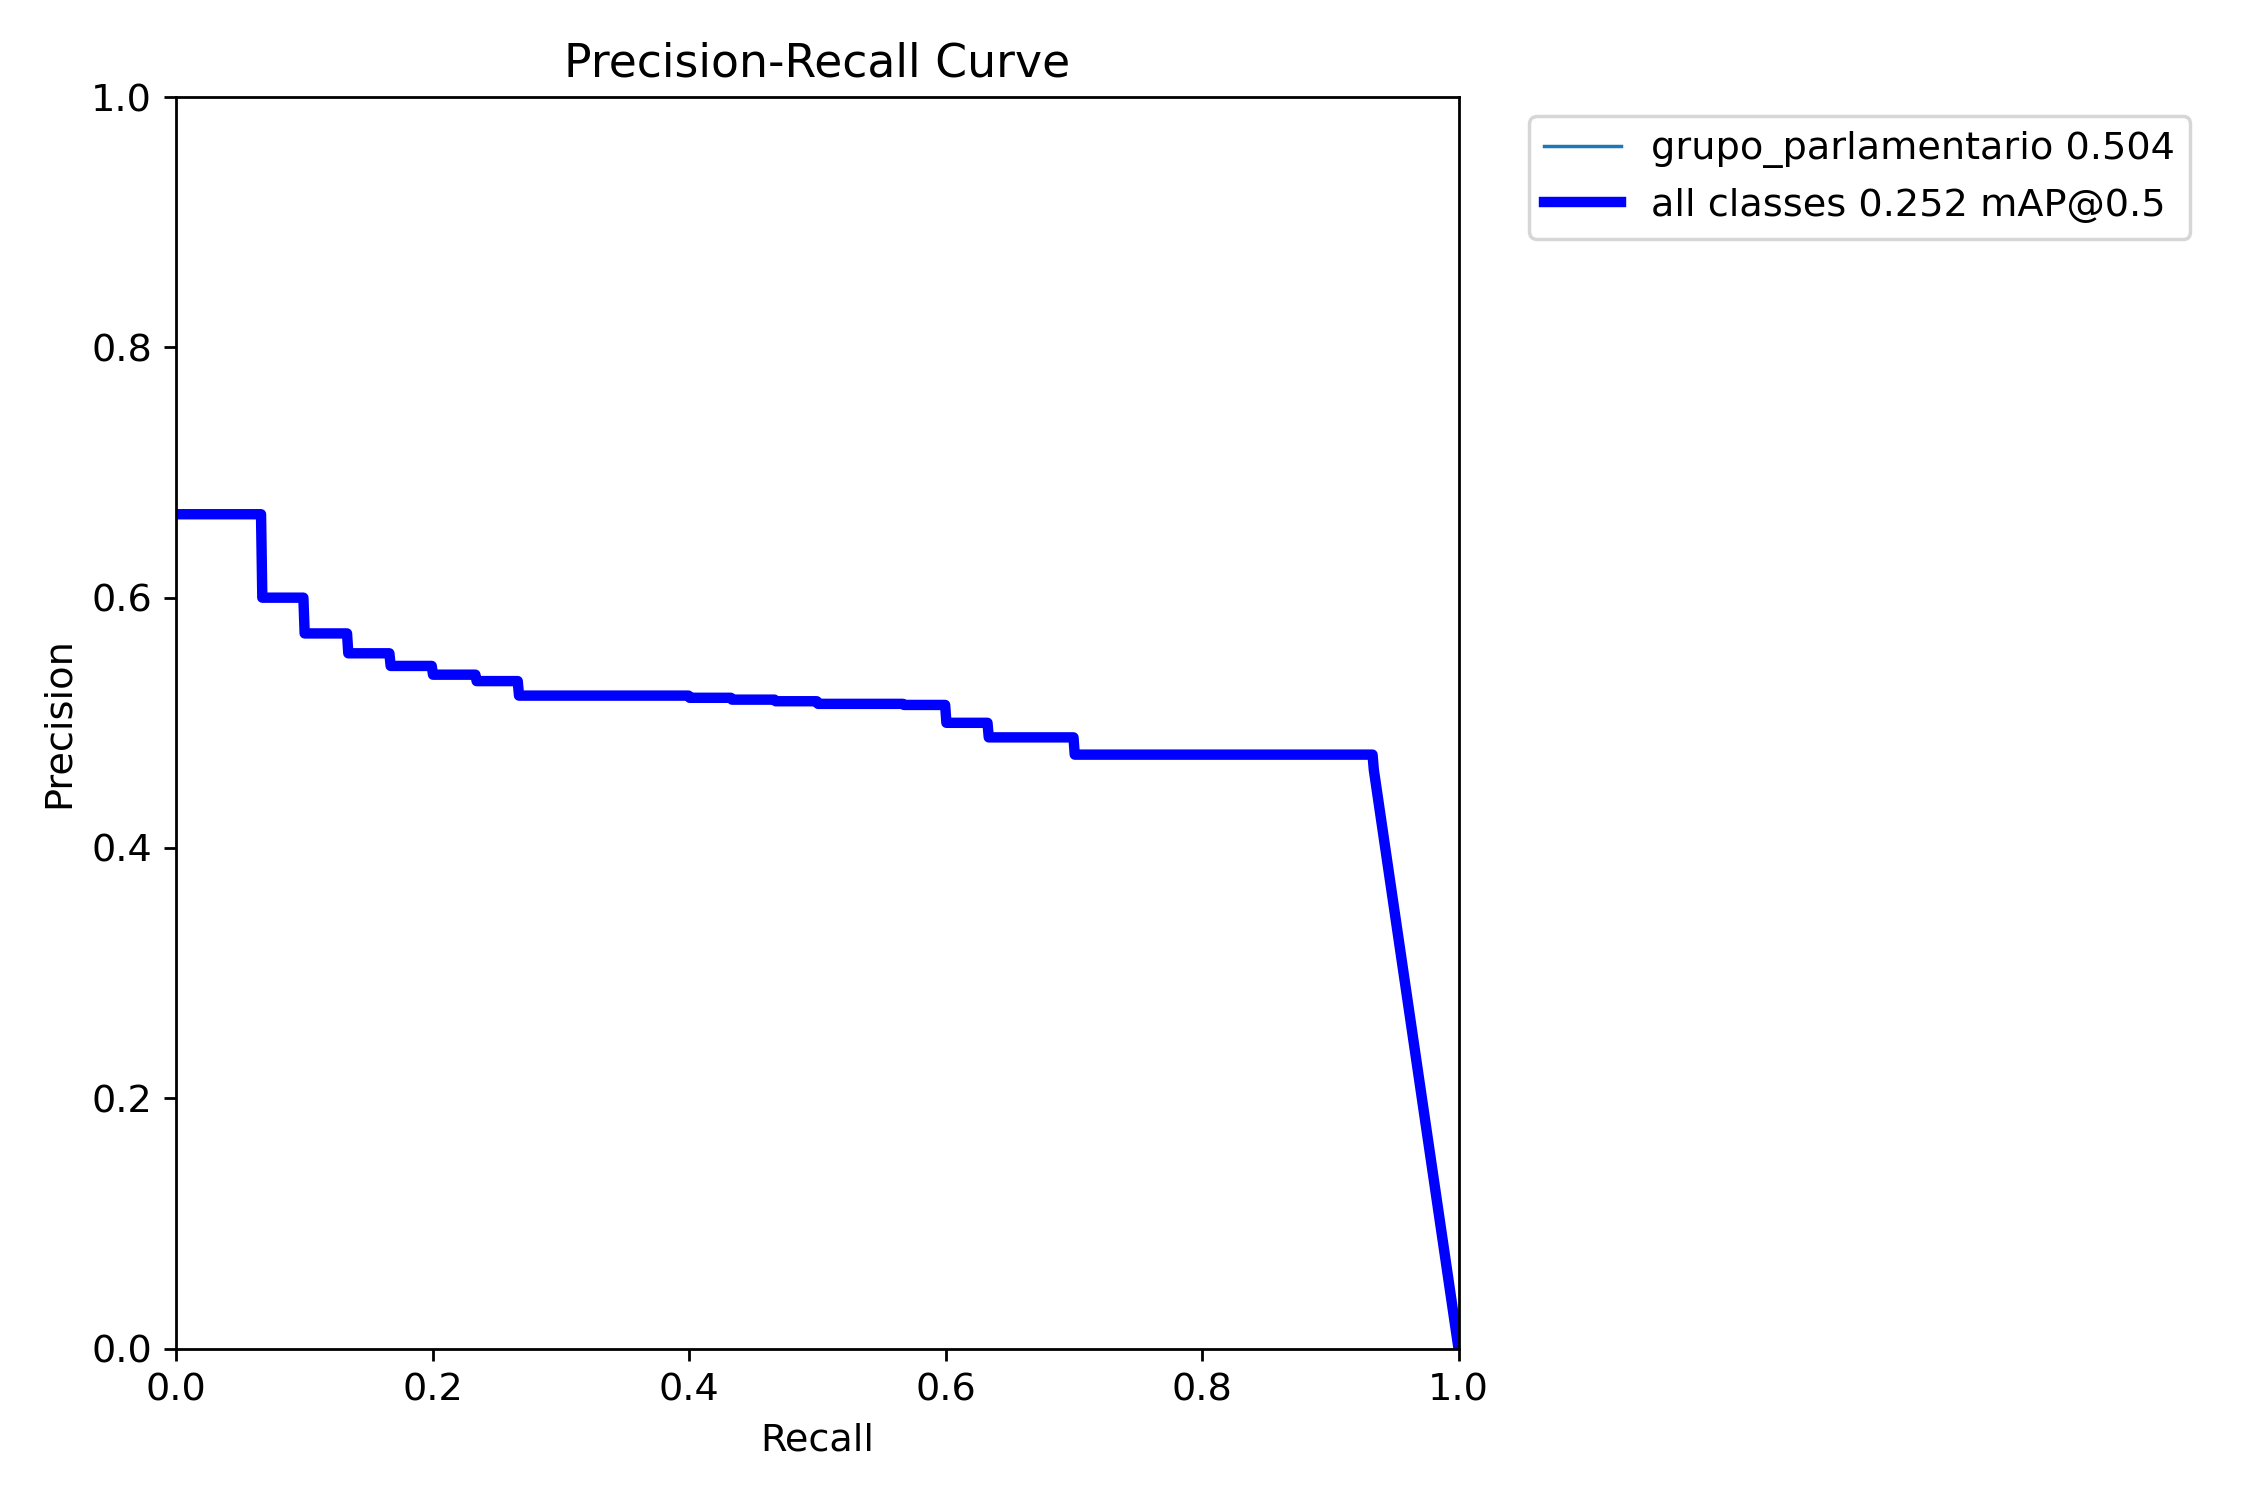 Precision-Recall Curve
1.0
0.8
0.6
0.4
0.2
0.0
Precision
0.0 0.2 0.4 0.6 0.8 1.0
Recall
grupo_parlamentario 0.504
all classes 0.252 mAP@0.5